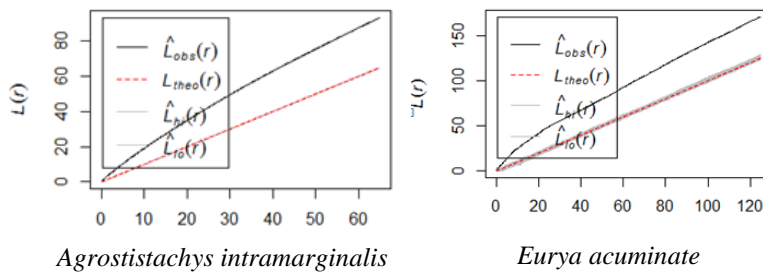 L̂obs(r)
Ltheo(r)
L̂hi(r)
L̂lo(r)
L(r)
0 20 40 60 80
0 10 20 30 40 50 60
Agrostistachys intramarginalis
L̂obs(r)
Ltheo(r)
L̂hi(r)
L̂lo(r)
L(r)
0 50 100 150
0 20 40 60 80 100 120
Eurya acuminate